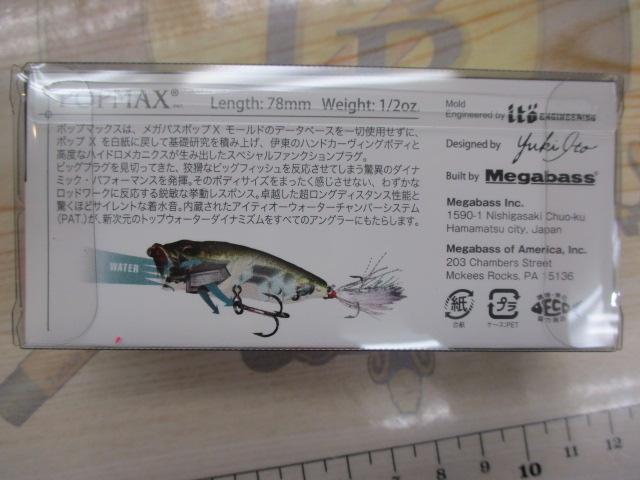 POPMAX®
Length: 78mm Weight: 1/2oz.
ポップマックスは、メガバスポップX モールドのデータベースを一切使用せずに、
ポップ X を白紙に戻して基礎研究を積み上げ、伊東のハンドカーヴィングボディと
高度なハイドロメカニクスが生み出したスペシャルファンクションプラグ。
ビッグプラグを見切ってきた、狡猾なビッグフィッシュを反応させてしまう驚異のダイナ
ミック・パフォーマンスを発揮。そのボディサイズをまったく感じさせない、わずかな
ロッドワークに反応する鋭敏な挙動レスポンス。卓越した超ロングディスタンス性能と
驚くほどサイレントな着水音。内蔵されたアイティオーウォーターチャンバーシステム
(PAT.)が、新次元のトップウォーターダイナミズムをすべてのアングラーにもたらします。
WATER
Mold
Engineered by itö ENGINEERING
Designed by Yuki Ito
Built by Megabass®
Megabass Inc.
1590-1 Nishigasaki Chuo-ku
Hamamatsu city, Japan
Megabass of America, Inc.
203 Chambers Street
Mckees Rocks, PA 15136
紙
台紙
プラ
ケース:PET
ECO
7 8 9 10 11 12